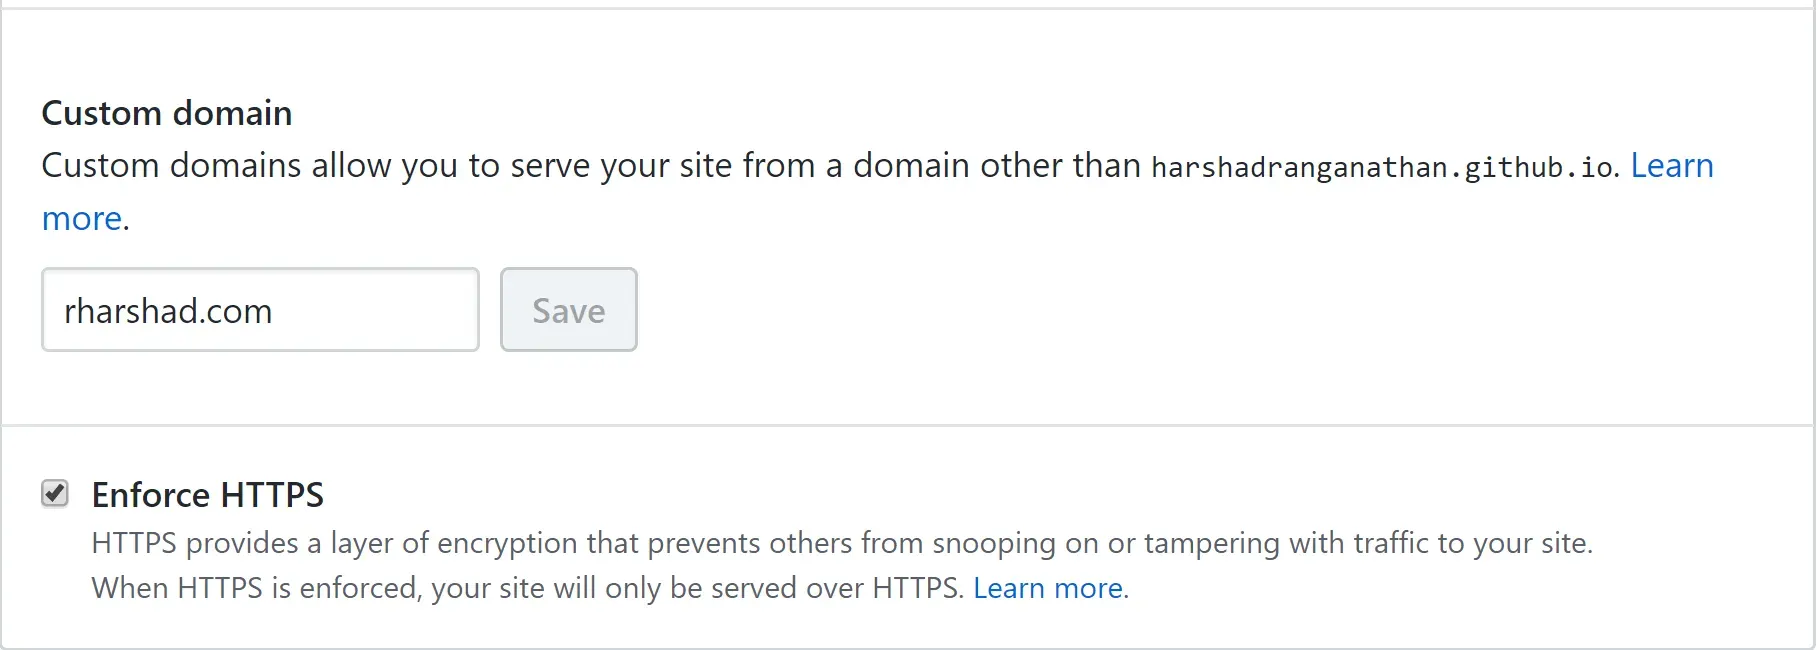 Custom domain
Custom domains allow you to serve your site from a domain other than harshadranganathan.github.io. Learn
more.
rharshad.com Save
Enforce HTTPS
HTTPS provides a layer of encryption that prevents others from snooping on or tampering with traffic to your site.
When HTTPS is enforced, your site will only be served over HTTPS. Learn more.